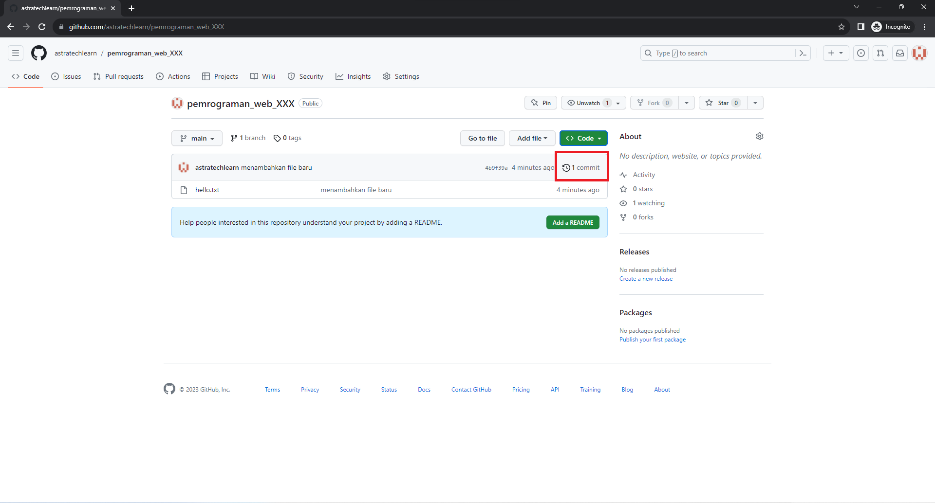 astratechlearn/pemrograman_web
github.com/astratechlearn/pemrograman_web_XXX
Incognito
astratechlearn / pemrograman_web_XXX
Type / to search
Code Issues Pull requests Actions Projects Wiki Security Insights Settings
pemrograman_web_XXX Public
Pin Unwatch 1 Fork 0 Star 0
main 1 branch 0 tags Go to file Add file <> Code
astratechlearn menambahkan file baru 4 minutes ago 1 commit
hello.txt menambahkan file baru 4 minutes ago
Help people interested in this repository understand your project by adding a README. Add a README
About
No description, website, or topics provided.
Activity
0 stars
1 watching
0 forks
Releases
No releases published
Create a new release
Packages
No packages published
Publish your first package
© 2023 GitHub, Inc. Terms Privacy Security Status Docs Contact GitHub Pricing API Training Blog About